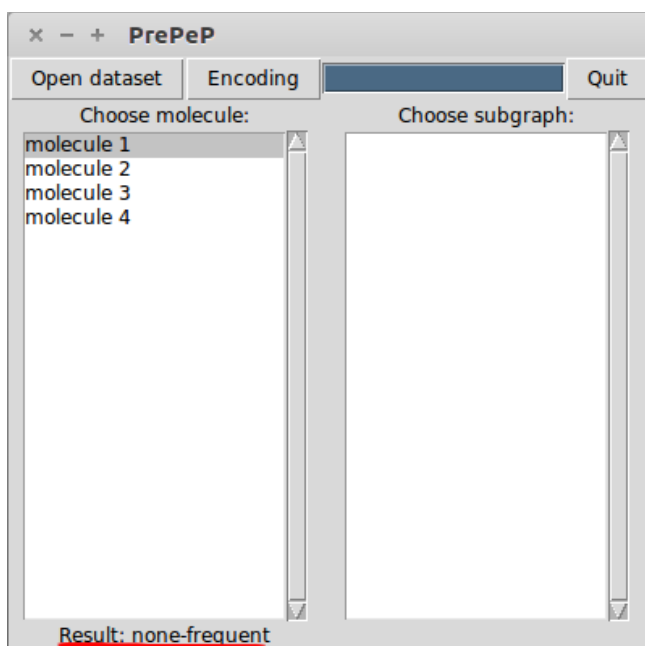 × − + PrePeP
Open dataset Encoding Quit
Choose molecule: Choose subgraph:
molecule 1
molecule 2
molecule 3
molecule 4
Result: none-frequent